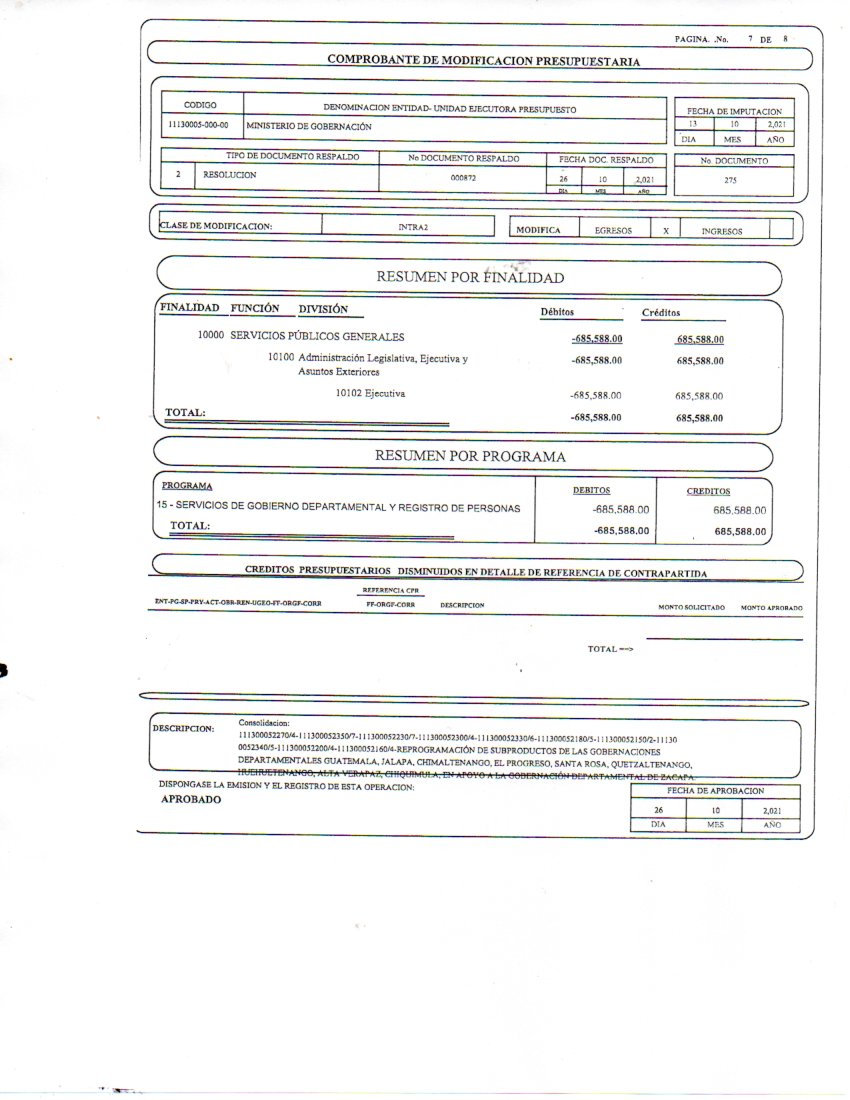 PAGINA. .No. 7 DE 8
COMPROBANTE DE MODIFICACION PRESUPUESTARIA
CODIGO DENOMINACION ENTIDAD- UNIDAD EJECUTORA PRESUPUESTO FECHA DE IMPUTACION
11130005-000-00 MINISTERIO DE GOBERNACIÓN 13 10 2,021
DIA MES AÑO
TIPO DE DOCUMENTO RESPALDO No DOCUMENTO RESPALDO FECHA DOC. RESPALDO No. DOCUMENTO
2 RESOLUCION 000872 26 10 2,021 275
DIA MES AÑO
CLASE DE MODIFICACION: INTRA2 MODIFICA EGRESOS X INGRESOS
RESUMEN POR FINALIDAD
FINALIDAD FUNCIÓN DIVISIÓN Débitos Créditos
10000 SERVICIOS PÚBLICOS GENERALES -685,588.00 685,588.00
10100 Administración Legislativa, Ejecutiva y -685,588.00 685,588.00
Asuntos Exteriores
10102 Ejecutiva -685,588.00 685,588.00
TOTAL: -685,588.00 685,588.00
RESUMEN POR PROGRAMA
PROGRAMA DEBITOS CREDITOS
15 - SERVICIOS DE GOBIERNO DEPARTAMENTAL Y REGISTRO DE PERSONAS -685,588.00 685,588.00
TOTAL: -685,588.00 685,588.00
CREDITOS PRESUPUESTARIOS DISMINUIDOS EN DETALLE DE REFERENCIA DE CONTRAPARTIDA
REFERENCIA CPR
ENT-PG-SP-PRY-ACT-OBR-REN-UGEO-FF-ORGF-CORR FF-ORGF-CORR DESCRIPCION MONTO SOLICITADO MONTO APROBADO
TOTAL ==>
DESCRIPCION: Consolidacion:
111300052270/4-111300052350/7-111300052230/7-111300052300/4-111300052330/6-111300052180/5-111300052150/2-11130
0052340/5-111300052200/4-111300052160/4-REPROGRAMACIÓN DE SUBPRODUCTOS DE LAS GOBERNACIONES
DEPARTAMENTALES GUATEMALA, JALAPA, CHIMALTENANGO, EL PROGRESO, SANTA ROSA, QUETZALTENANGO,
HUEHUETENANGO, ALTA VERAPAZ, CHIQUIMULA, EN APOYO A LA GOBERNACIÓN DEPARTAMENTAL DE ZACAPA.
DISPONGASE LA EMISION Y EL REGISTRO DE ESTA OPERACION: FECHA DE APROBACION
APROBADO 26 10 2,021
DIA MES AÑO